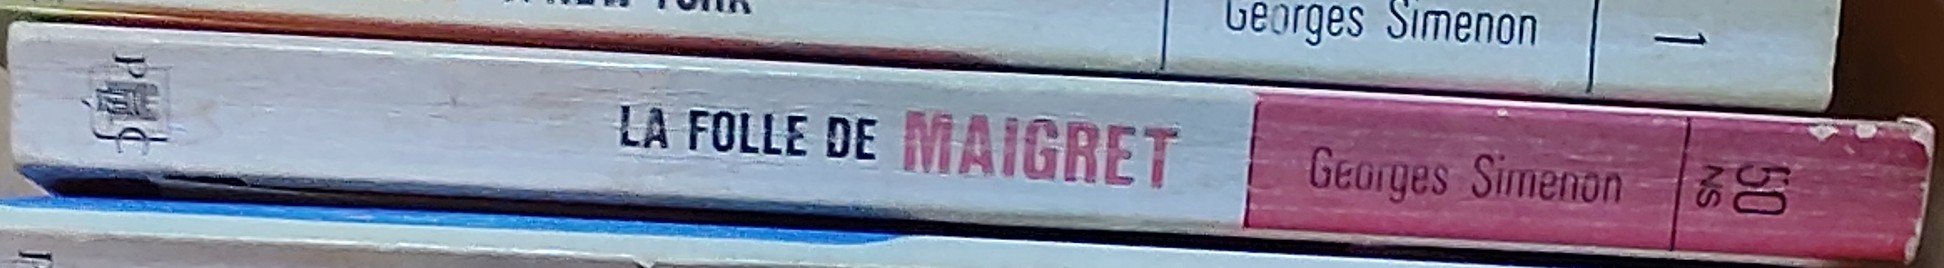 Georges Simenon
1
LA FOLLE DE MAIGRET
Georges Simenon
50
NS
P
C